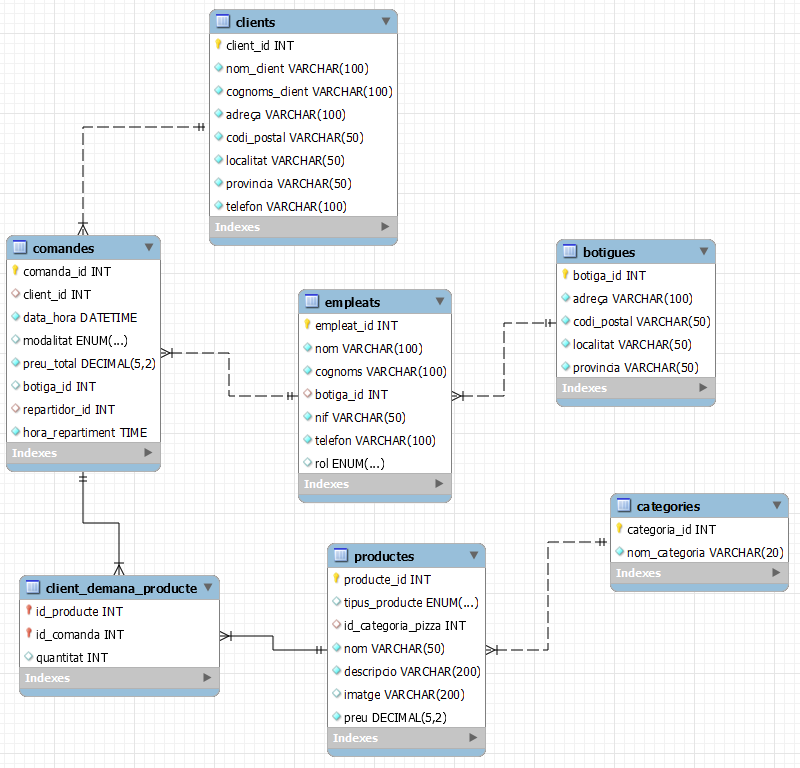 clients
client_id INT
nom_client VARCHAR(100)
cognoms_client VARCHAR(100)
adreça VARCHAR(100)
codi_postal VARCHAR(50)
localitat VARCHAR(50)
provincia VARCHAR(50)
telefon VARCHAR(100)
Indexes
comandes
comanda_id INT
client_id INT
data_hora DATETIME
modalitat ENUM(...)
preu_total DECIMAL(5,2)
botiga_id INT
repartidor_id INT
hora_repartiment TIME
Indexes
empleats
empleat_id INT
nom VARCHAR(100)
cognoms VARCHAR(100)
botiga_id INT
nif VARCHAR(50)
telefon VARCHAR(100)
rol ENUM(...)
Indexes
botigues
botiga_id INT
adreça VARCHAR(100)
codi_postal VARCHAR(50)
localitat VARCHAR(50)
provincia VARCHAR(50)
Indexes
categories
categoria_id INT
nom_categoria VARCHAR(20)
Indexes
productes
producte_id INT
tipus_producte ENUM(...)
id_categoria_pizza INT
nom VARCHAR(50)
descripcio VARCHAR(200)
imatge VARCHAR(200)
preu DECIMAL(5,2)
Indexes
client_demana_producte
id_producte INT
id_comanda INT
quantitat INT
Indexes